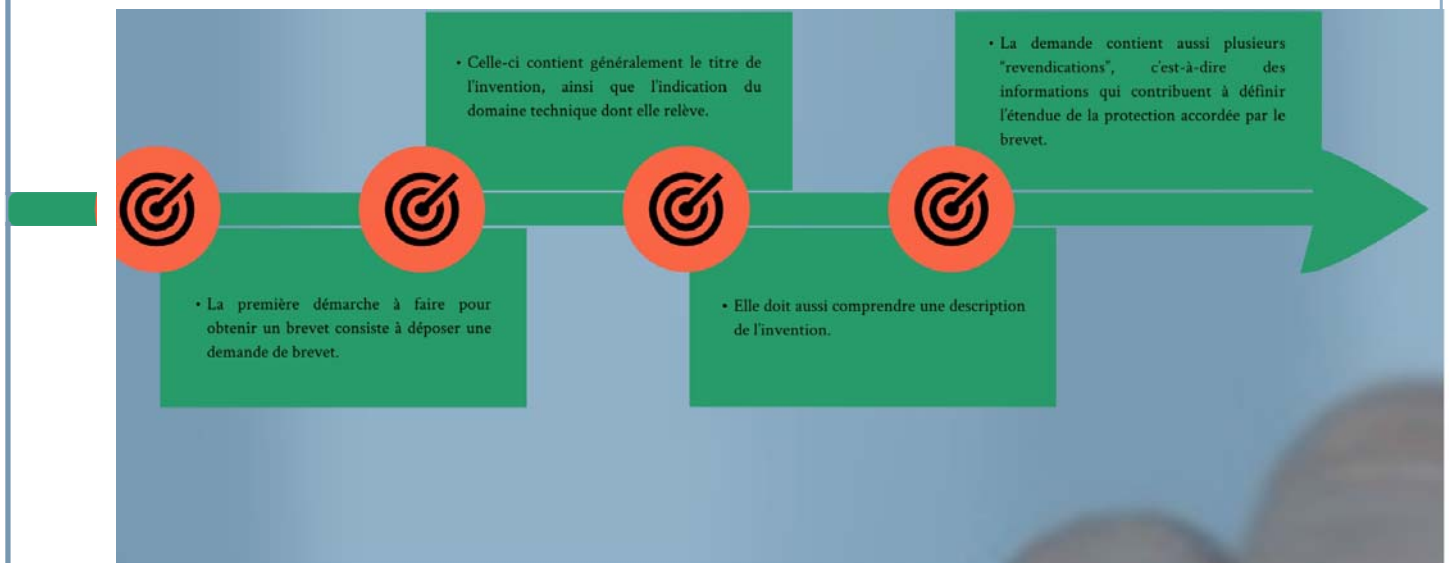 • La première démarche à faire pour
obtenir un brevet consiste à déposer une
demande de brevet.
• Celle-ci contient généralement le titre de
l'invention, ainsi que l'indication du
domaine technique dont elle relève.
• Elle doit aussi comprendre une description
de l'invention.
• La demande contient aussi plusieurs
"revendications", c'est-à-dire des
informations qui contribuent à définir
l'étendue de la protection accordée par le
brevet.